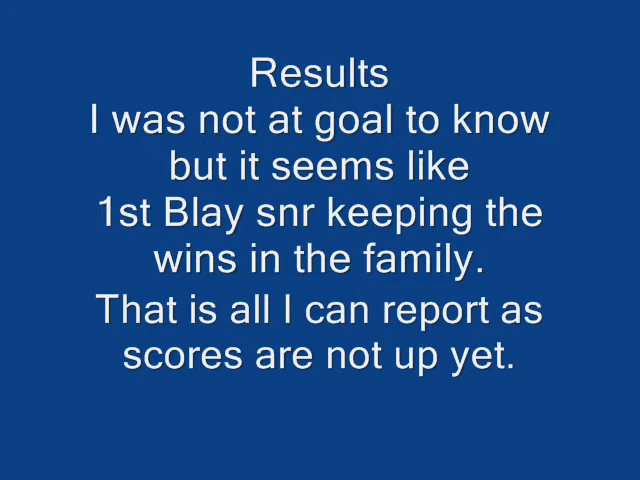 Results
I was not at goal to know
but it seems like
1st Blay snr keeping the
wins in the family.
That is all I can report as
scores are not up yet.